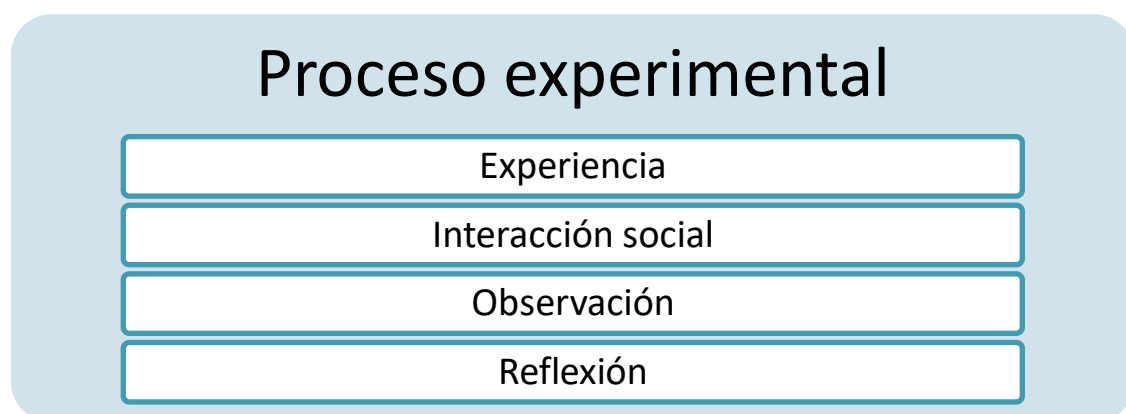 Proceso experimental
Experiencia
Interacción social
Observación
Reflexión